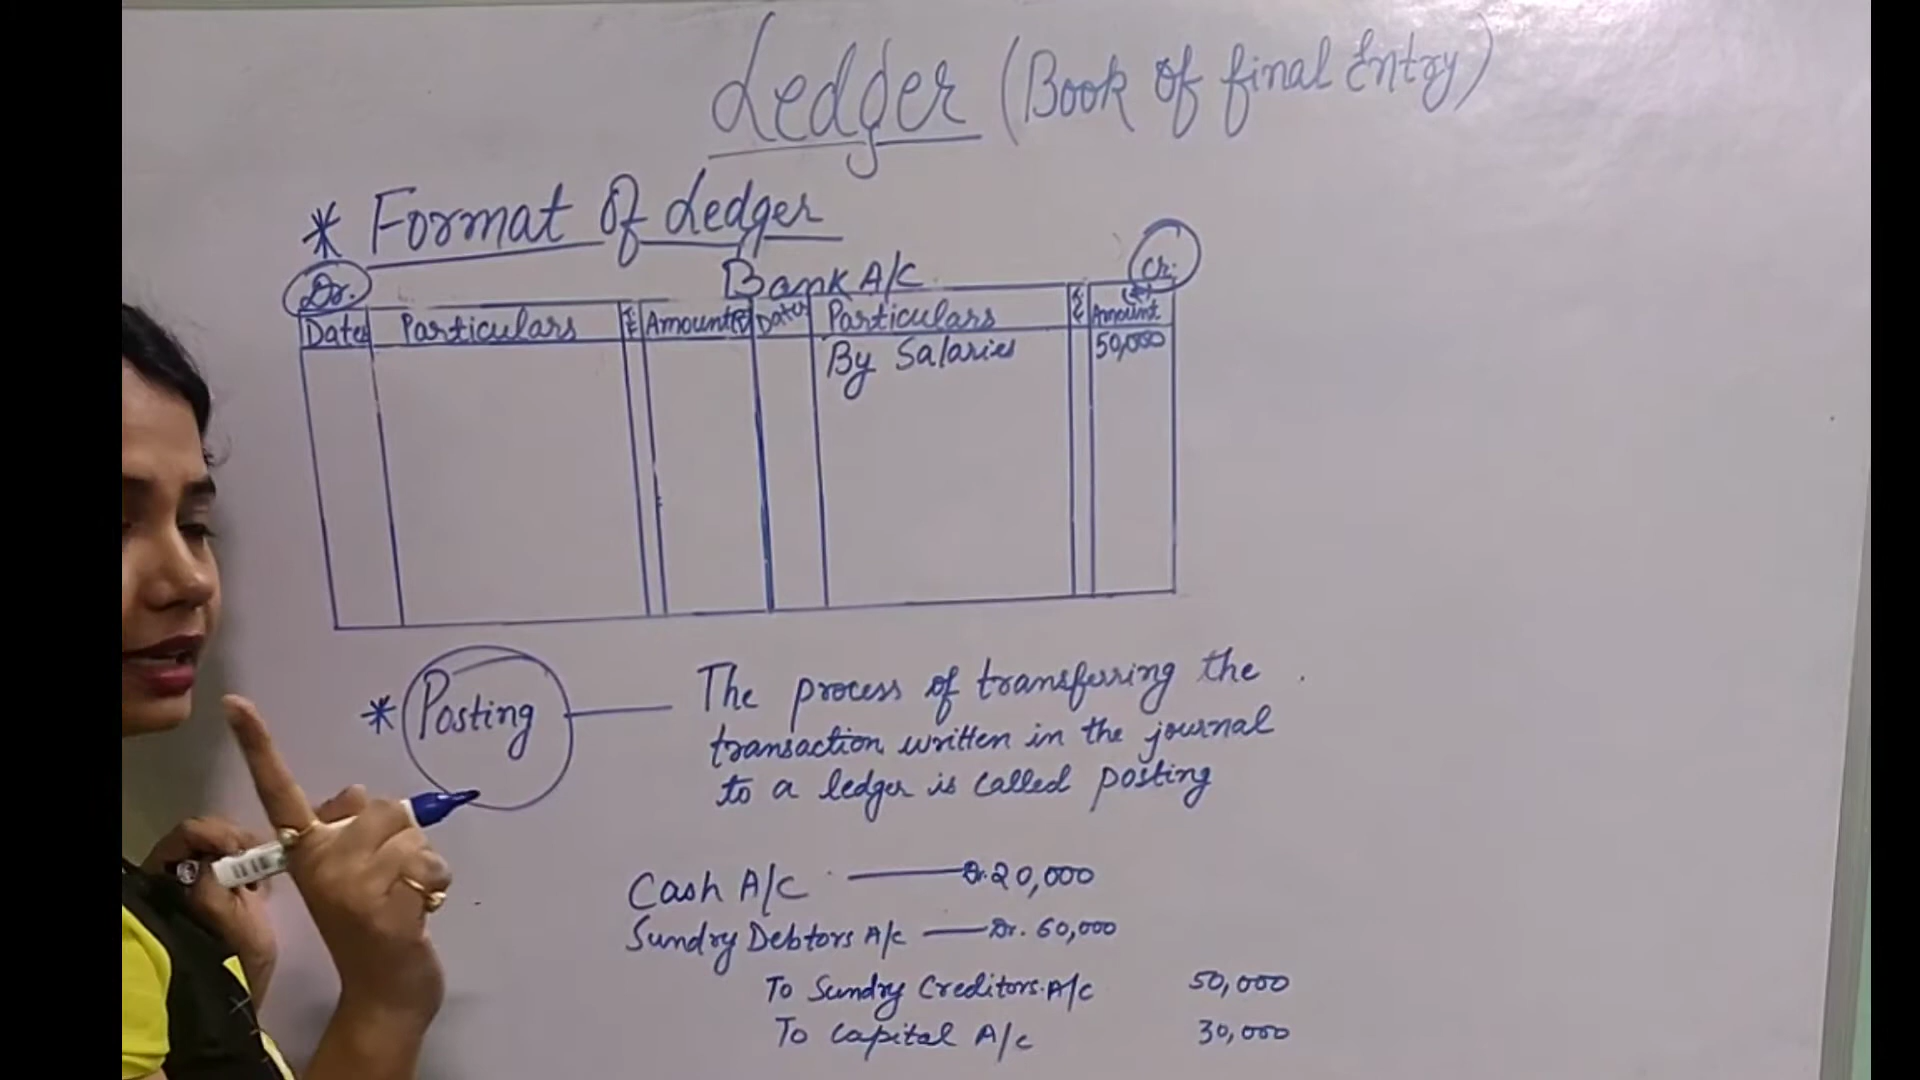 Ledger (Book of final Entry)
* Format Of Ledger
Dr. Bank A/C Cr.
Date Particulars Amount(₹) Date Particulars Amount (₹)
By Salaries 50,000
* Posting — The process of transferring the
transaction written in the journal
to a ledger is called posting
Cash A/C — Dr. 20,000
Sundry Debtors A/c — Dr. 60,000
To Sundry Creditors A/c 50,000
To Capital A/c 30,000